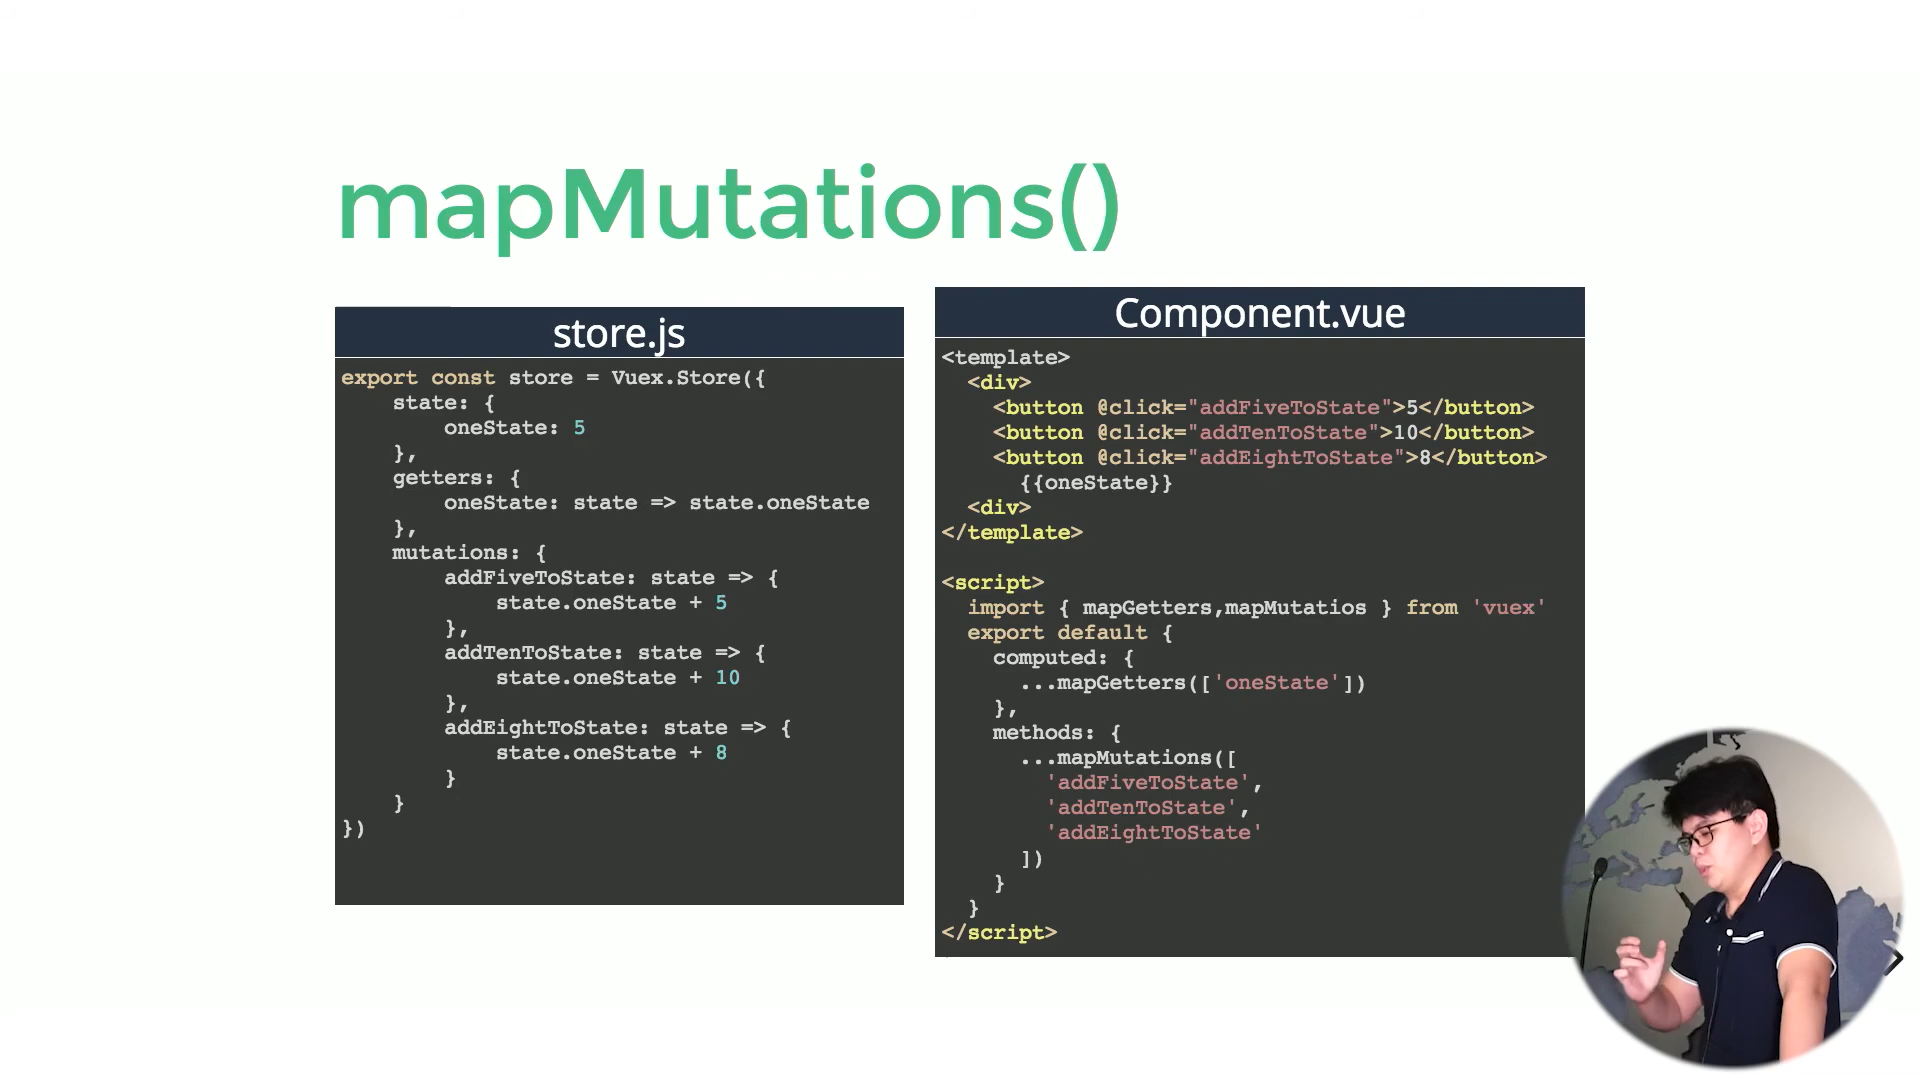 mapMutations()
store.js
export const store = Vuex.Store({
    state: {
        oneState: 5
    },
    getters: {
        oneState: state => state.oneState
    },
    mutations: {
        addFiveToState: state => {
            state.oneState + 5
        },
        addTenToState: state => {
            state.oneState + 10
        },
        addEightToState: state => {
            state.oneState + 8
        }
    }
})
Component.vue
<template>
  <div>
    <button @click="addFiveToState">5</button>
    <button @click="addTenToState">10</button>
    <button @click="addEightToState">8</button>
      {{oneState}}
  <div>
</template>
<script>
  import { mapGetters,mapMutatios } from 'vuex'
  export default {
    computed: {
      ...mapGetters(['oneState'])
    },
    methods: {
      ...mapMutations([
        'addFiveToState',
        'addTenToState',
        'addEightToState'
      ])
    }
  }
</script>